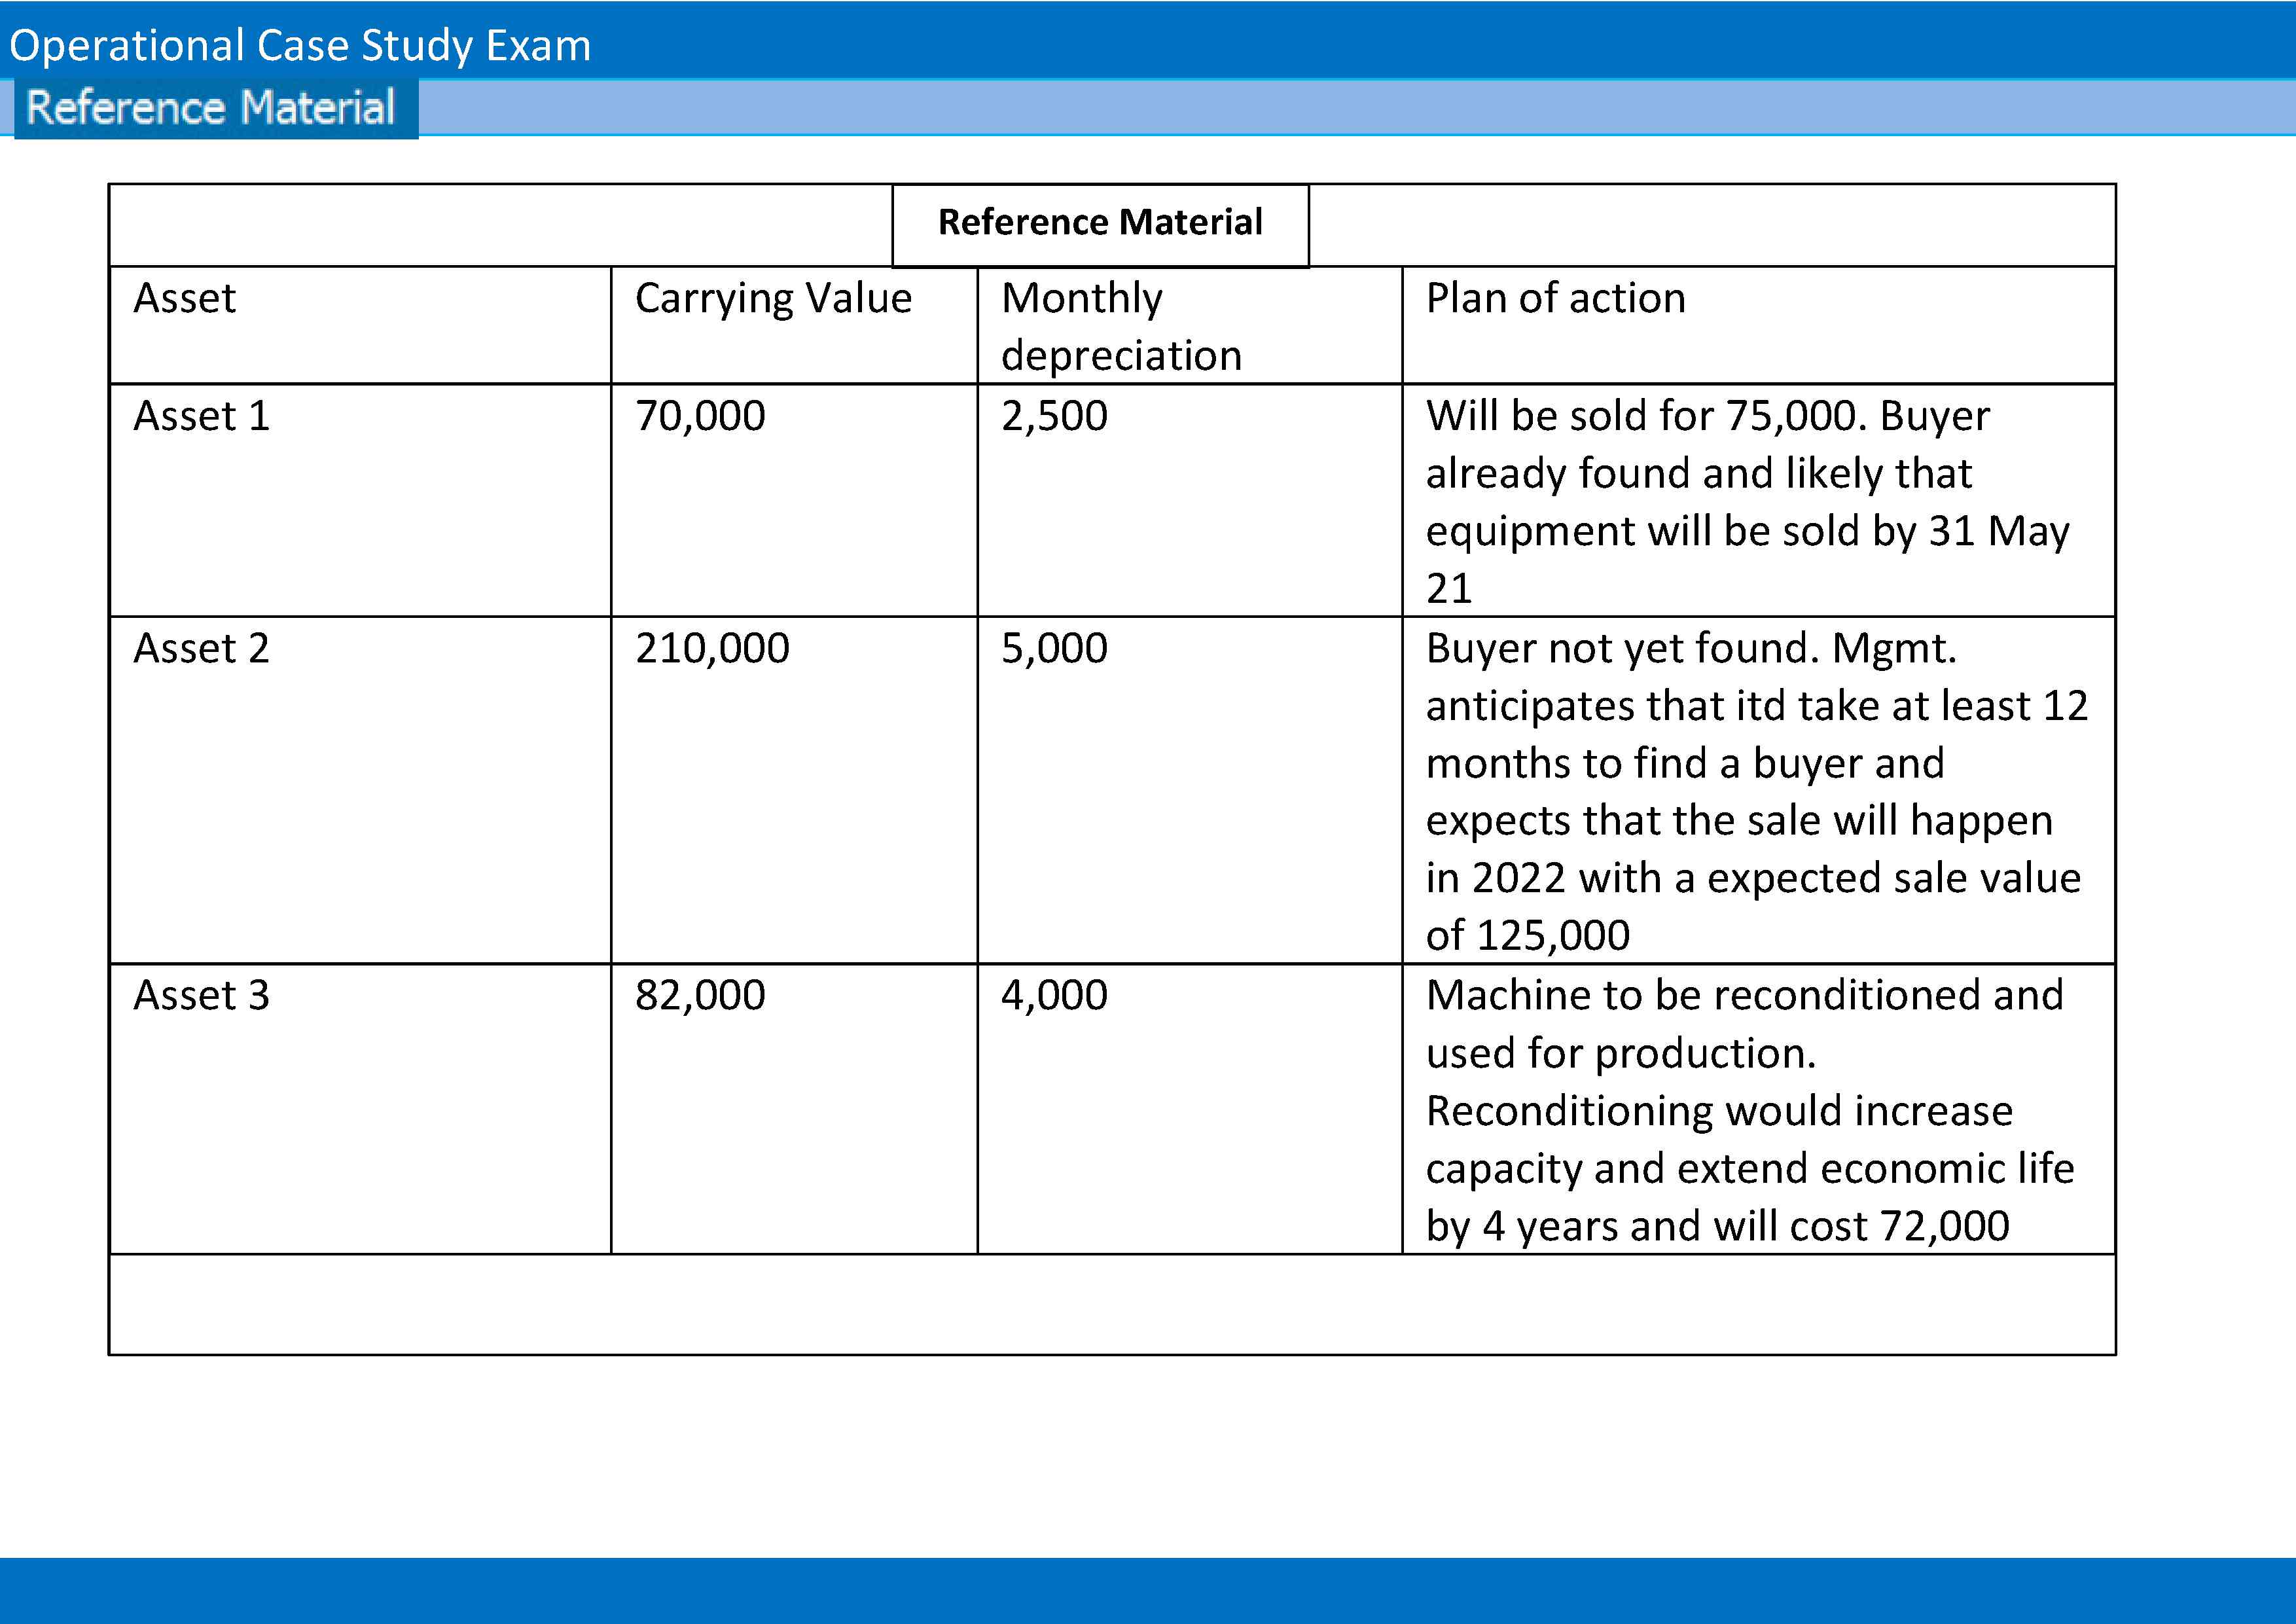 Operational Case Study Exam
Reference Material
Reference Material
Asset
Carrying Value
Monthly
depreciation
Plan of action
Asset 1
70,000
2,500
Will be sold for 75,000. Buyer
already found and likely that
equipment will be sold by 31 May
21
Asset 2
210,000
5,000
Buyer not yet found. Mgmt.
anticipates that itd take at least 12
months to find a buyer and
expects that the sale will happen
in 2022 with a expected sale value
of 125,000
Asset 3
82,000
4,000
Machine to be reconditioned and
used for production.
Reconditioning would increase
capacity and extend economic life
by 4 years and will cost 72,000